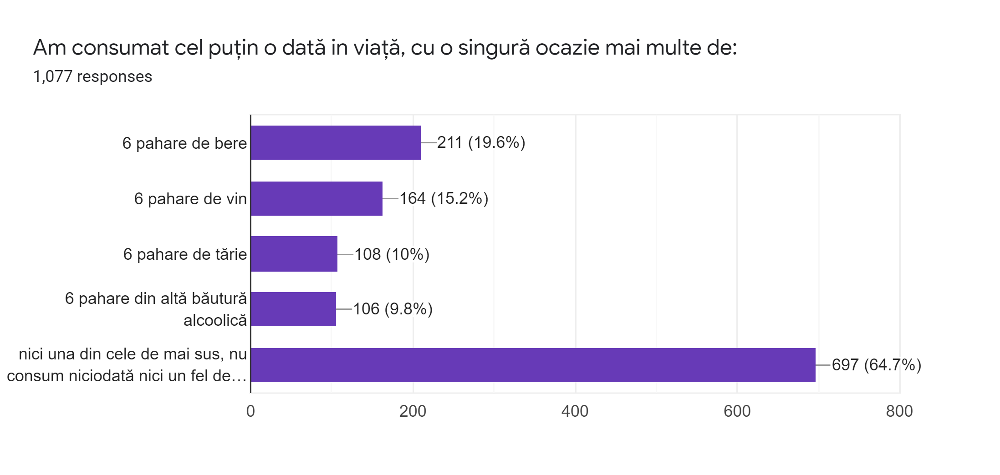 Am consumat cel puțin o dată in viață, cu o singură ocazie mai multe de:
1,077 responses
6 pahare de bere
211 (19.6%)
6 pahare de vin
164 (15.2%)
6 pahare de tărie
108 (10%)
6 pahare din altă băutură
alcoolică
106 (9.8%)
nici una din cele de mai sus, nu
consum niciodată nici un fel de…
697 (64.7%)
0 200 400 600 800